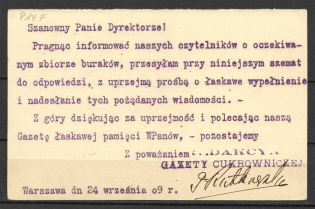 P.19.F
Szanowny Panie Dyrektorze!
Pragnąc informować naszych czytelników o oczekiwa-
nym zbiorze buraków, przesyłam przy niniejszym szemat
do odpowiedzi, z uprzejmą prośbą o łaskawe wypełnienie
i nadesłanie tych pożądanych wiadomości. –
Z góry dziękując za uprzejmość i polecając naszą
Gazetę łaskawej pamięci WPanów, – pozostajemy
Z poważaniem
GAZETY CUKROWNICZEJ
Warszawa dn 24 września 09 r.